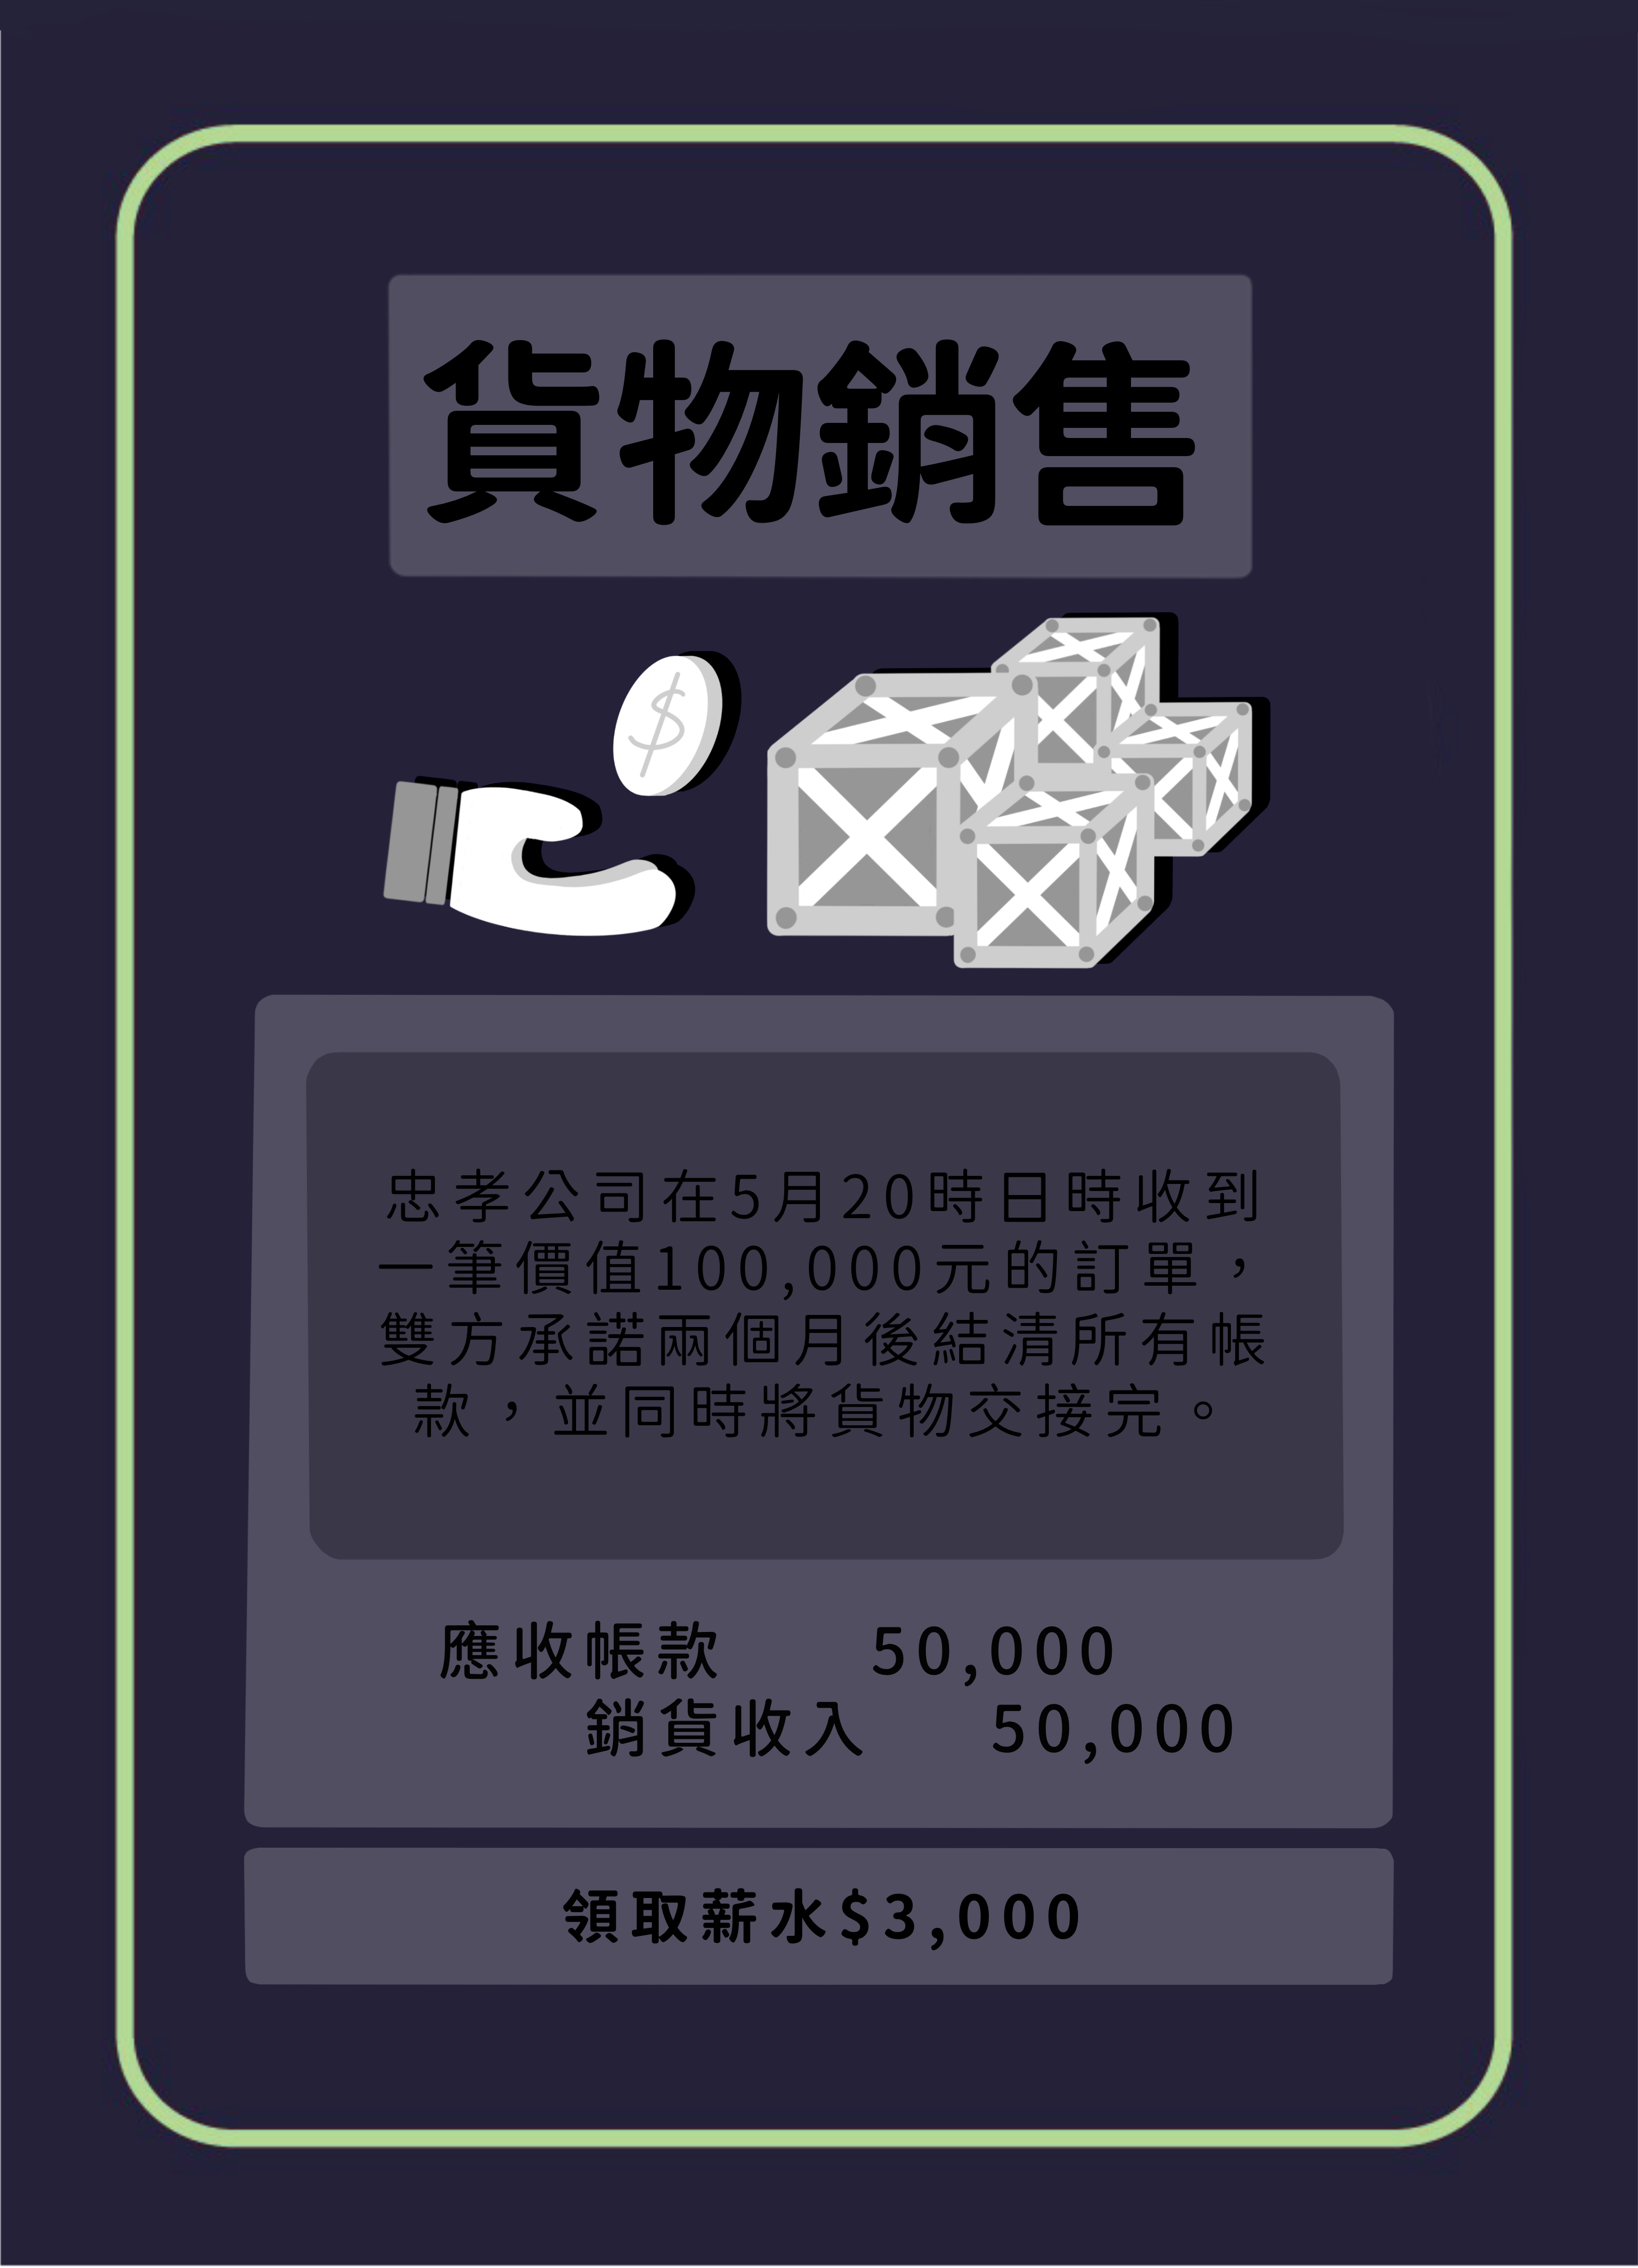 貨物銷售
$
忠孝公司在5月20時日時收到
一筆價值100,000元的訂單，
雙方承諾兩個月後結清所有帳
款，並同時將貨物交接完。
應收帳款 50,000
銷貨收入 50,000
領取薪水$3,000